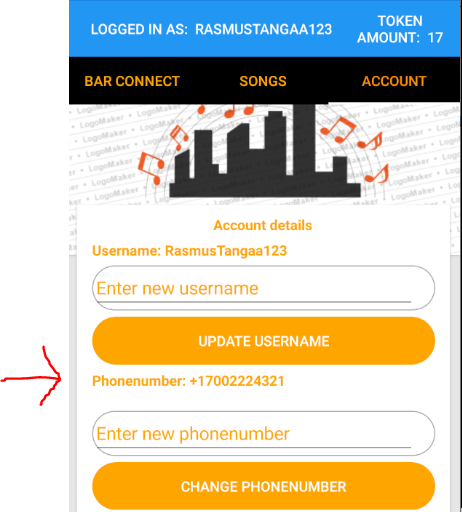 LOGGED IN AS: RASMUSTANGAA123
TOKEN
AMOUNT: 17
BAR CONNECT
SONGS
ACCOUNT
Account details
Username: RasmusTangaa123
Enter new username
UPDATE USERNAME
Phonenumber: +17002224321
Enter new phonenumber
CHANGE PHONENUMBER